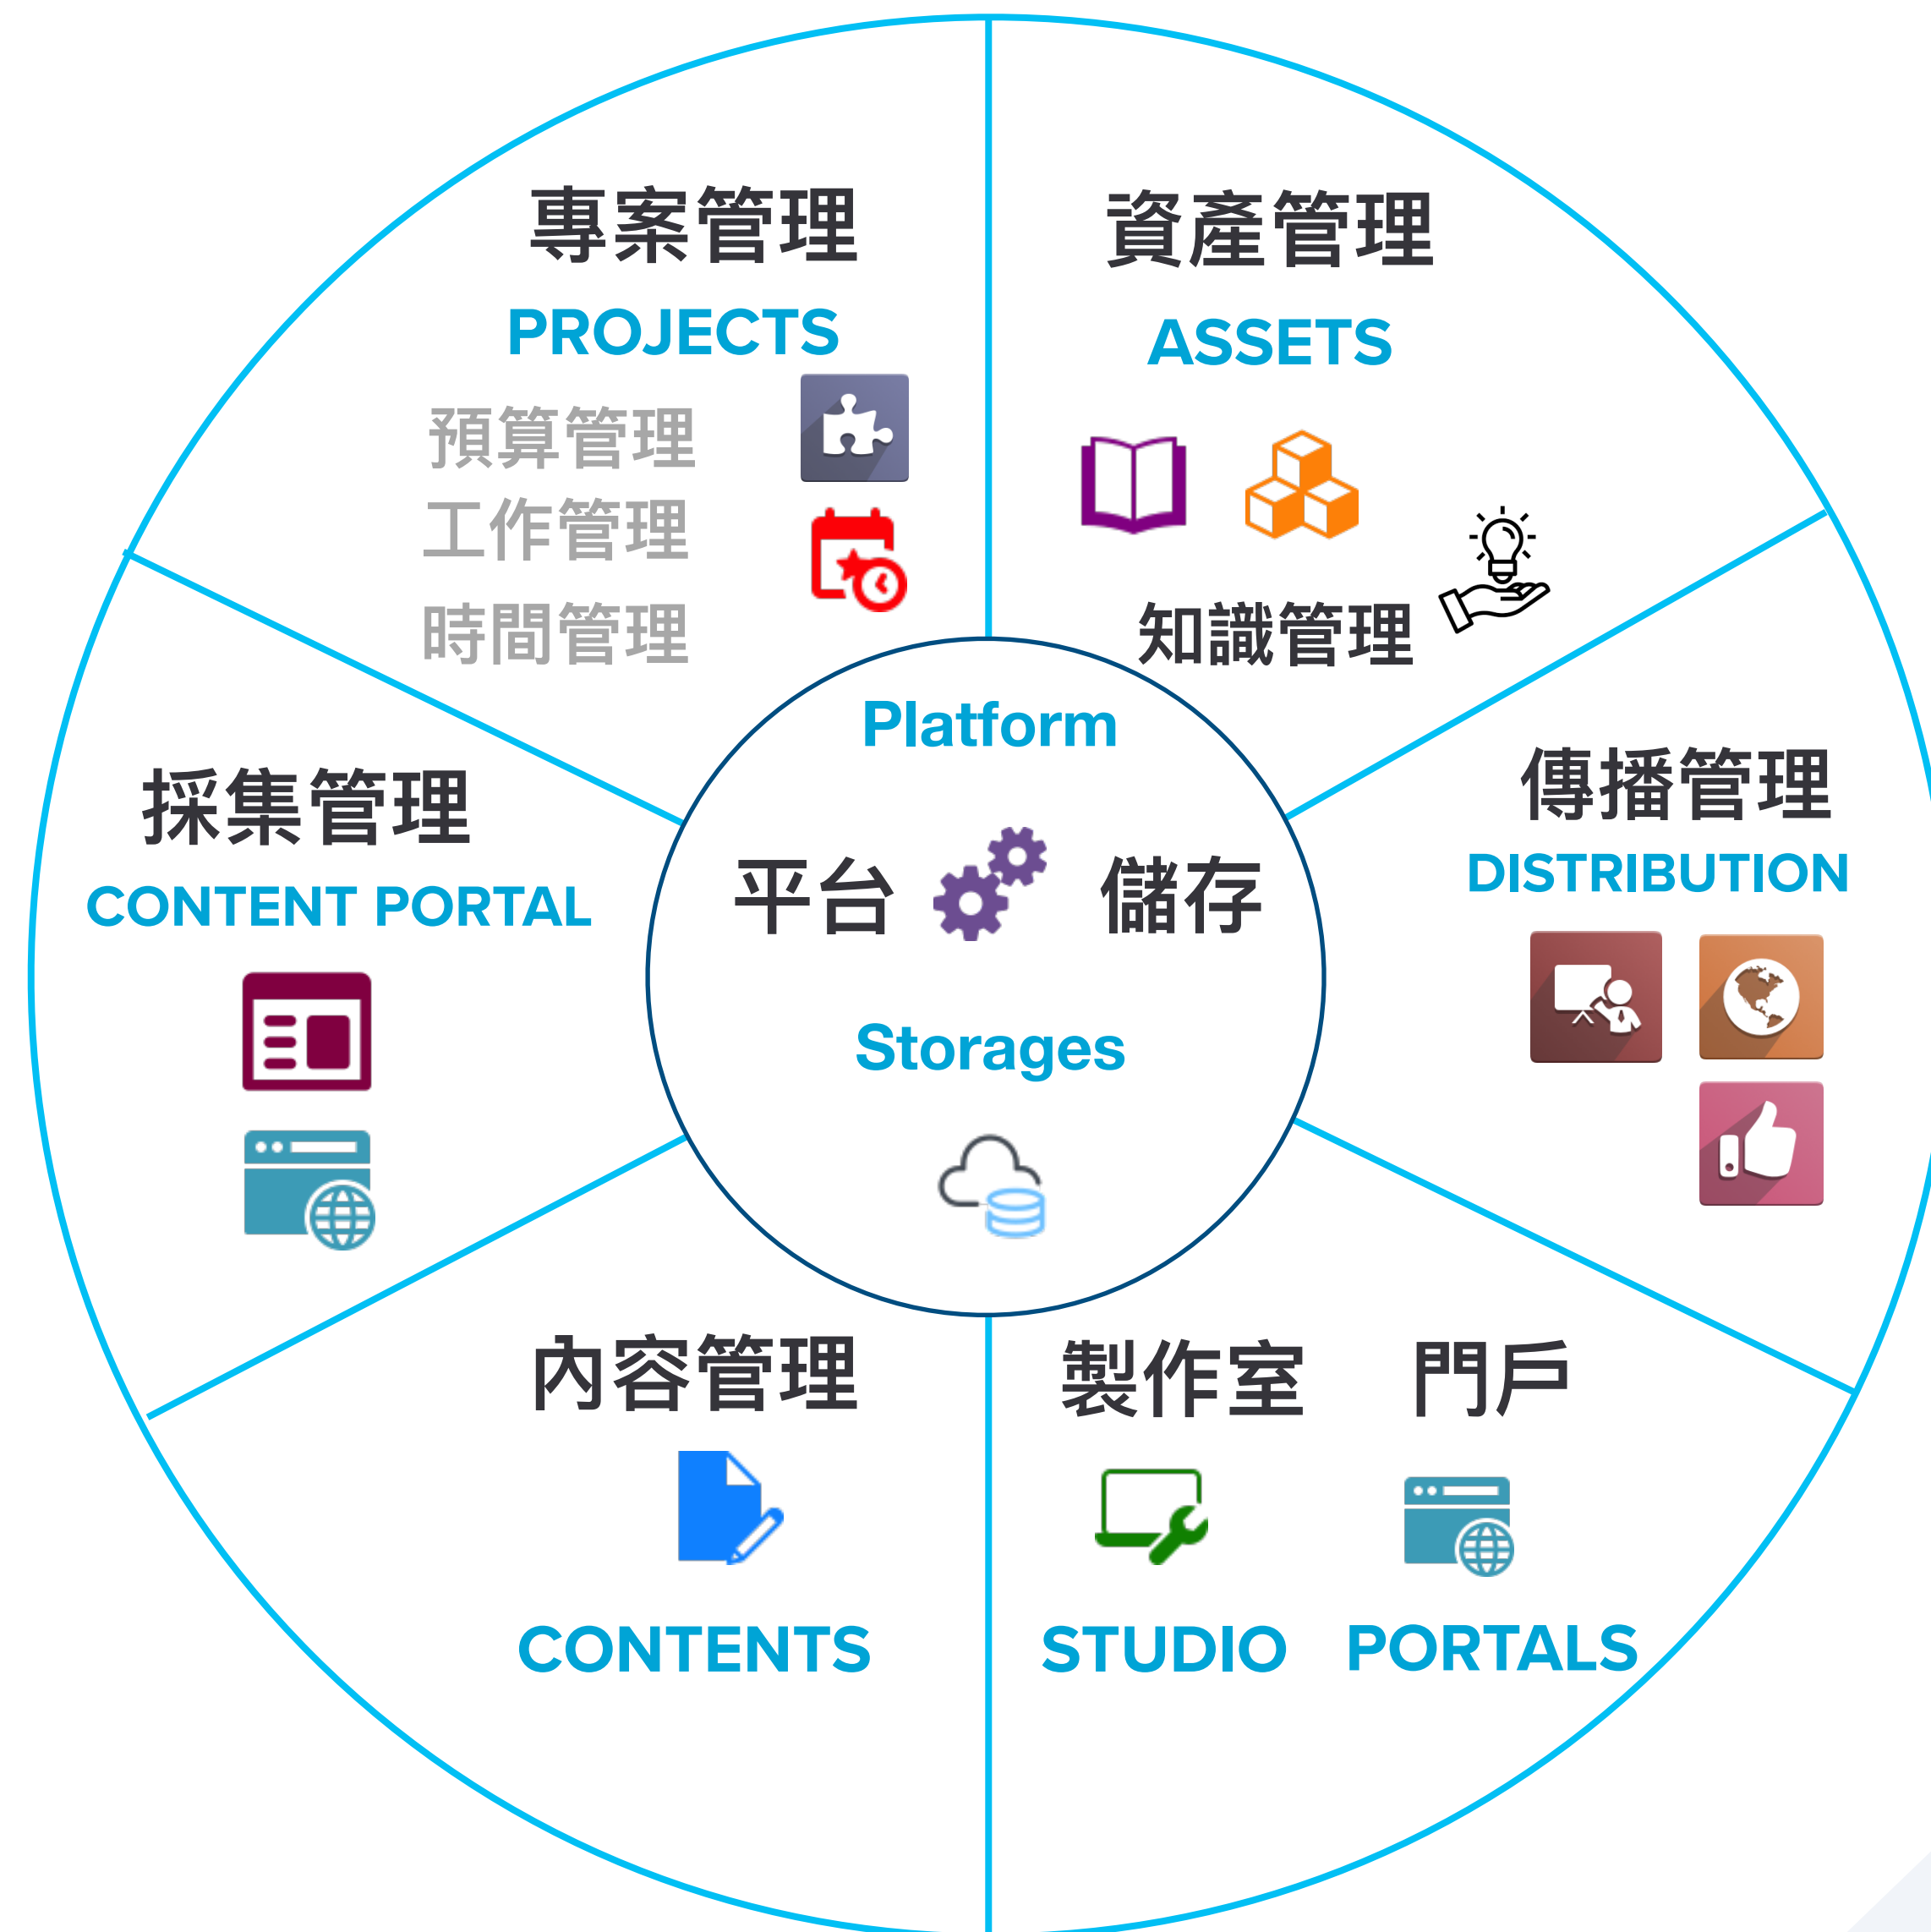 專案管理
PROJECTS
預算管理
工作管理
時間管理
資產管理
ASSETS
知識管理
採集管理
CONTENT PORTAL
Platform
平台 儲存
Storages
傳播管理
DISTRIBUTION
內容管理
CONTENTS
製作室 門戶
STUDIO PORTALS